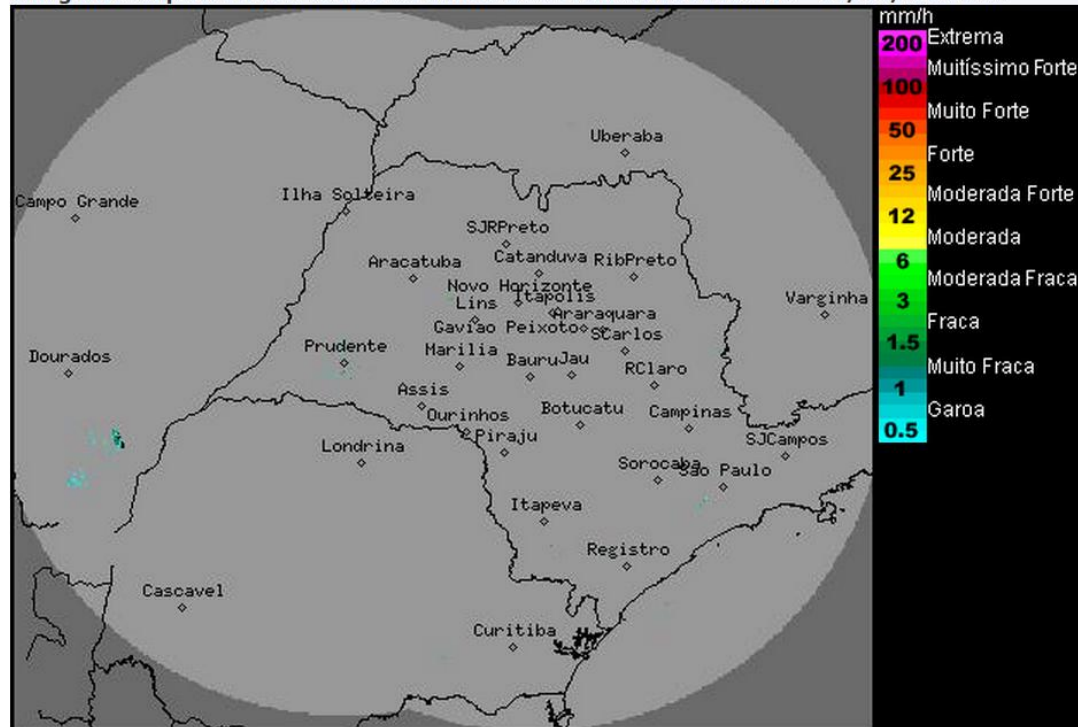 mm/h
200 Extrema
Muitíssimo Forte
100
Muito Forte
50
Forte
25
Moderada Forte
12
Moderada
6
Moderada Fraca
3
Fraca
1.5
Muito Fraca
1
Garoa
0.5
Uberaba
Campo Grande
Ilha Solteira
SJRPreto
Catanduva
RibPreto
Aracatuba
Novo Horizonte
Itapolis
Lins
Araraquara
Varginha
Gaviao Peixoto
SCarlos
Prudente
Marilia
Dourados
Bauru
Jau
RClaro
Assis
Ourinhos
Botucatu
Campinas
Piraju
SJCampos
Londrina
Sorocaba
Sao Paulo
Itapeva
Registro
Cascavel
Curitiba